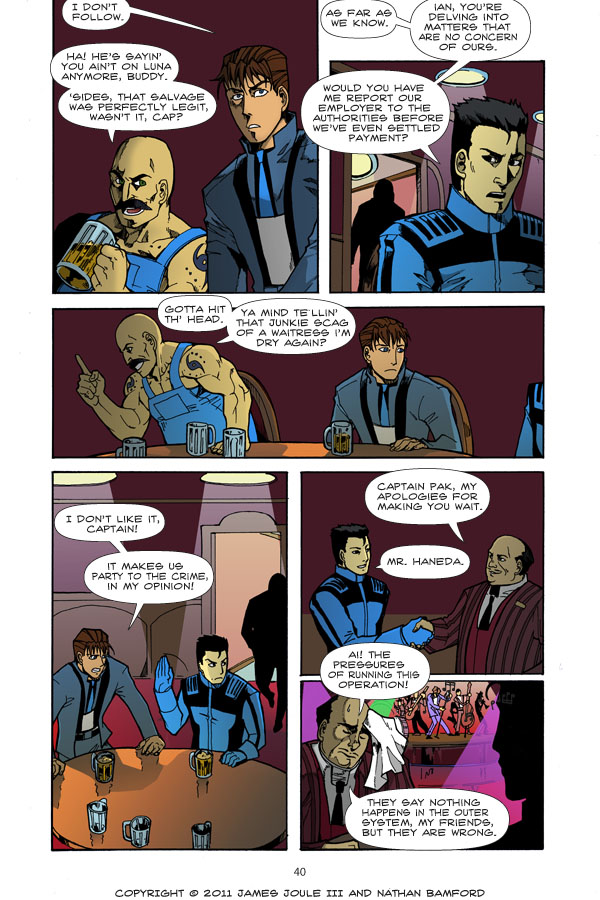 I DON'T
FOLLOW.
HA! HE'S SAYIN'
YOU AIN'T ON LUNA
ANYMORE, BUDDY.
'SIDES, THAT SALVAGE
WAS PERFECTLY LEGIT,
WASN'T IT, CAP?
AS FAR AS
WE KNOW.
IAN, YOU'RE
DELVING INTO
MATTERS THAT
ARE NO CONCERN
OF OURS.
WOULD YOU HAVE
ME REPORT OUR
EMPLOYER TO THE
AUTHORITIES BEFORE
WE'VE EVEN SETTLED
PAYMENT?
GOTTA HIT
TH' HEAD.
YA MIND TELLIN'
THAT JUNKIE SCAG
OF A WAITRESS I'M
DRY AGAIN?
I DON'T LIKE IT,
CAPTAIN!
IT MAKES US
PARTY TO THE CRIME,
IN MY OPINION!
CAPTAIN PAK, MY
APOLOGIES FOR
MAKING YOU WAIT.
MR. HANEDA.
AI! THE
PRESSURES
OF RUNNING THIS
OPERATION!
THEY SAY NOTHING
HAPPENS IN THE OUTER
SYSTEM, MY FRIENDS,
BUT THEY ARE WRONG.
40
COPYRIGHT © 2011 JAMES JOULE III AND NATHAN BAMFORD